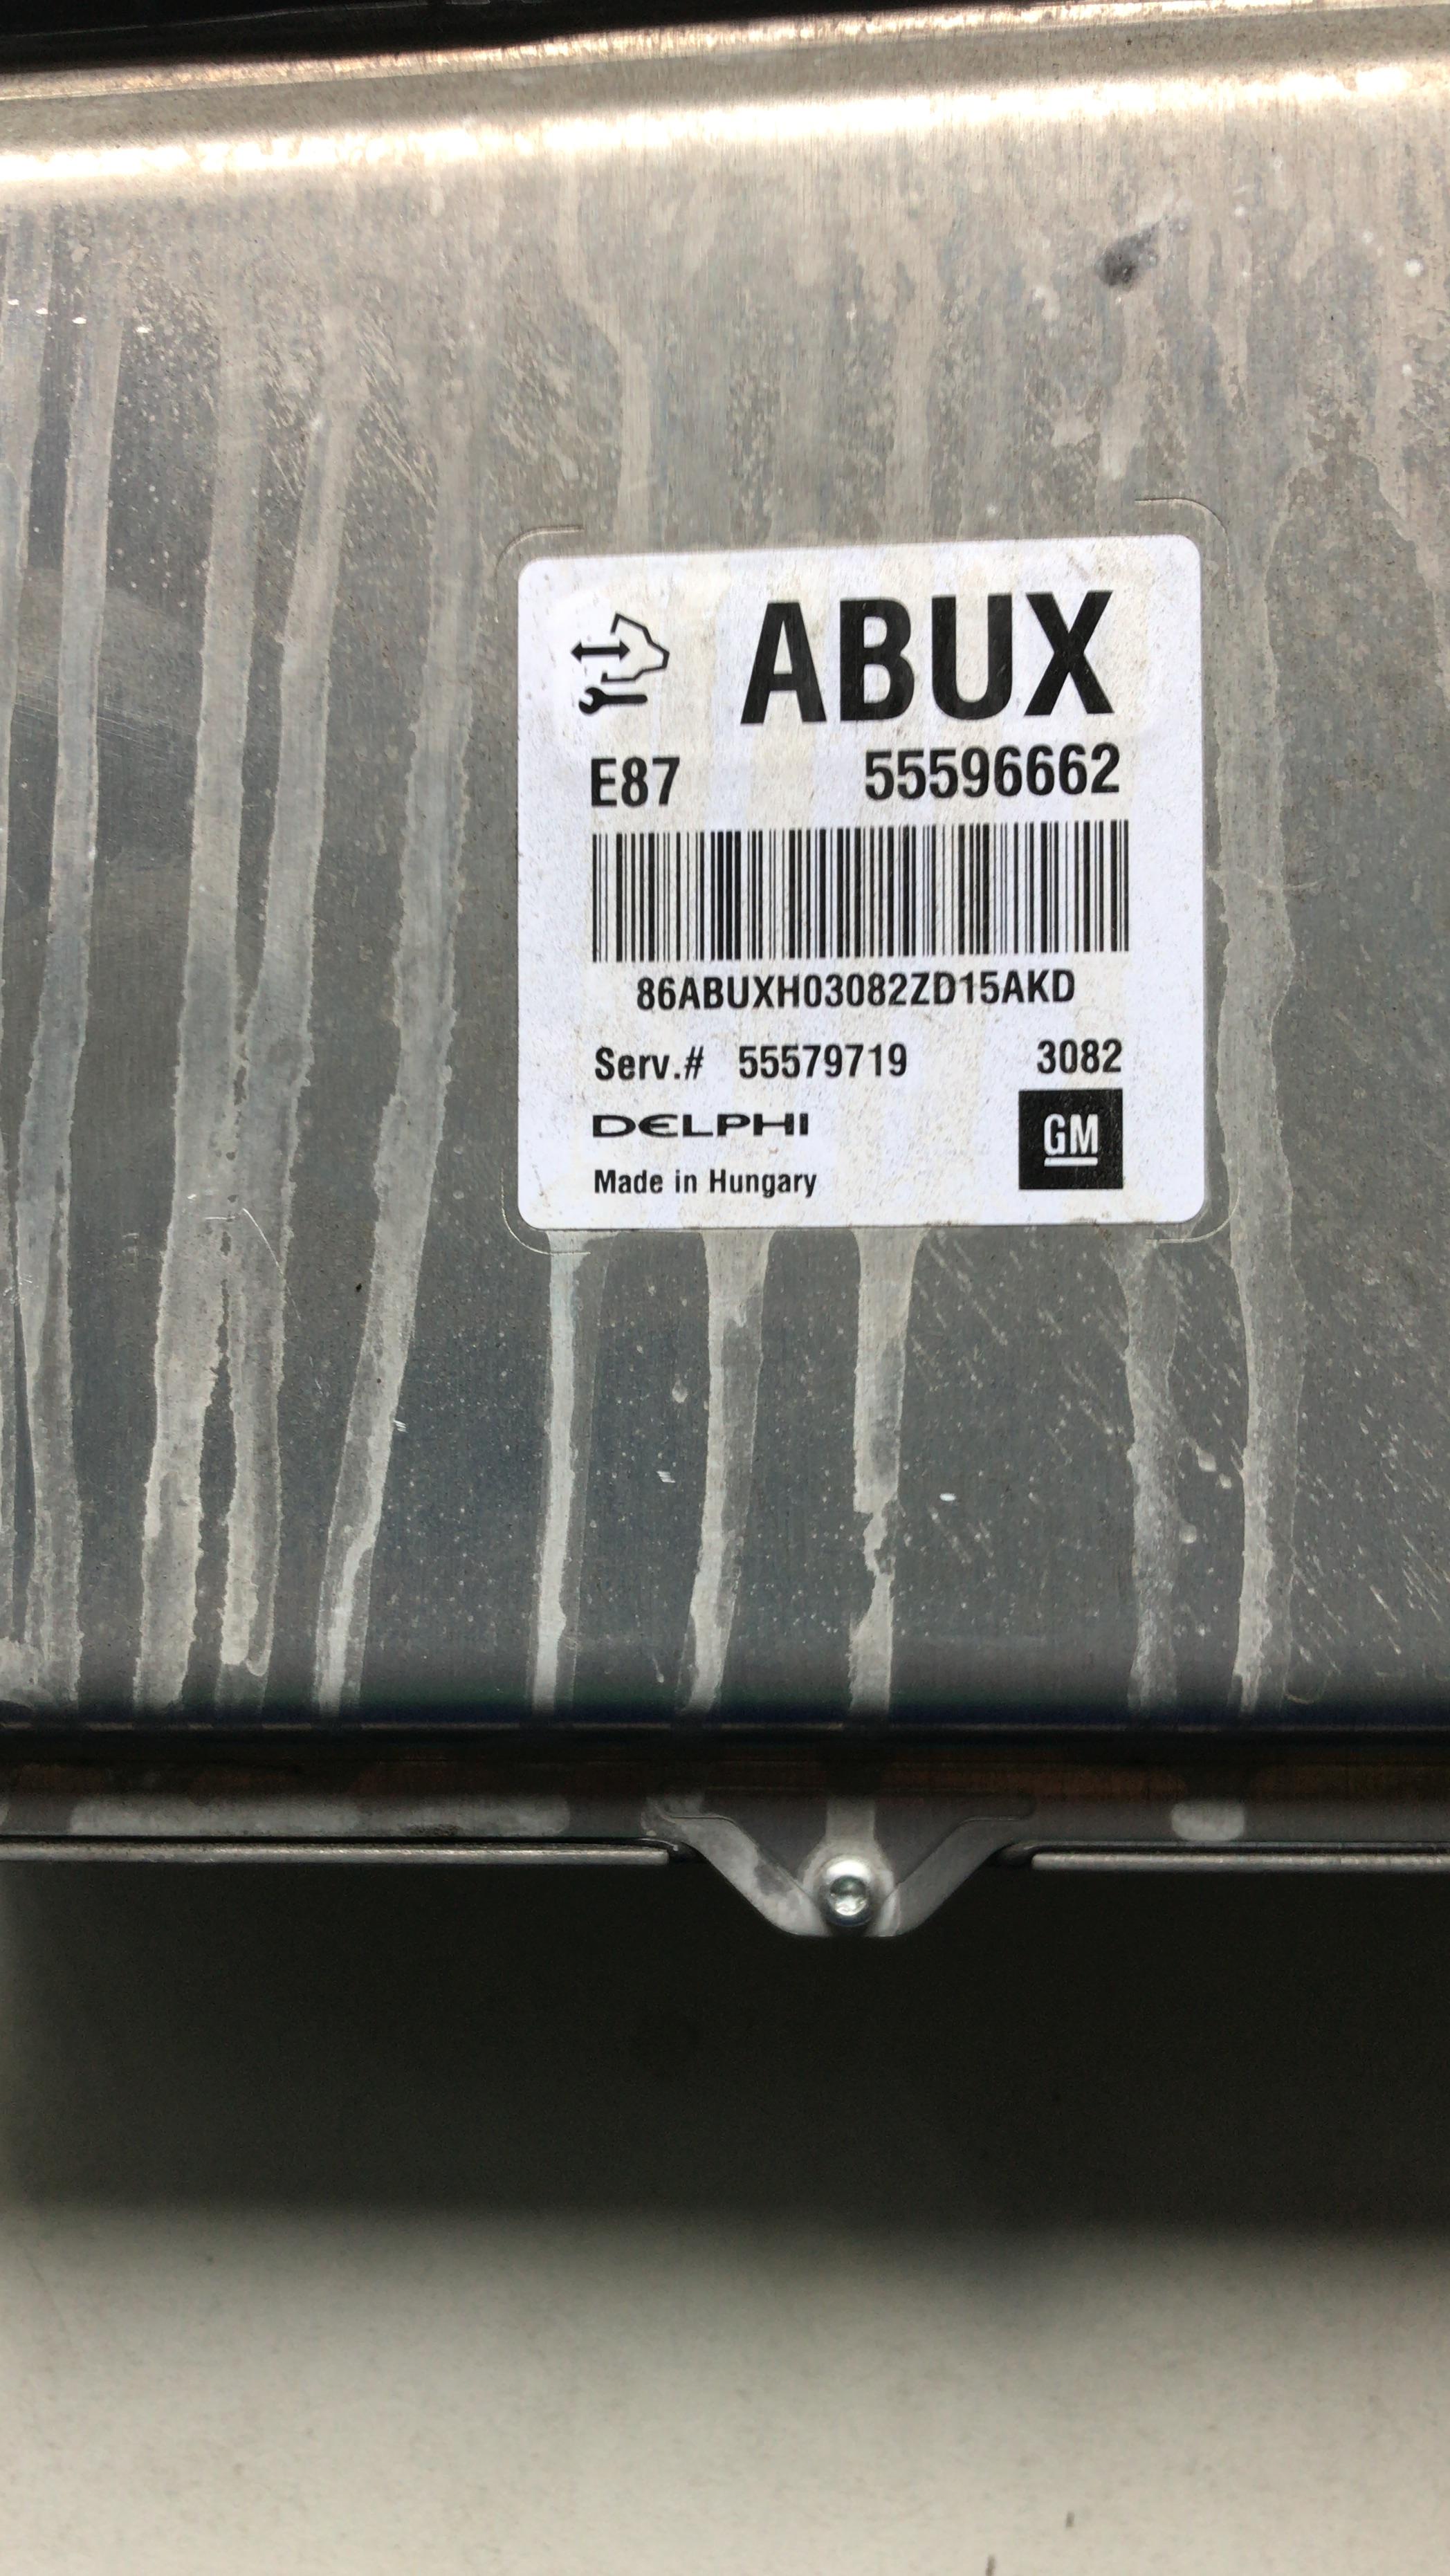 ABUX
E87 55596662
86ABUXH03082ZD15AKD
Serv.# 55579719 3082
DELPHI
GM
Made in Hungary